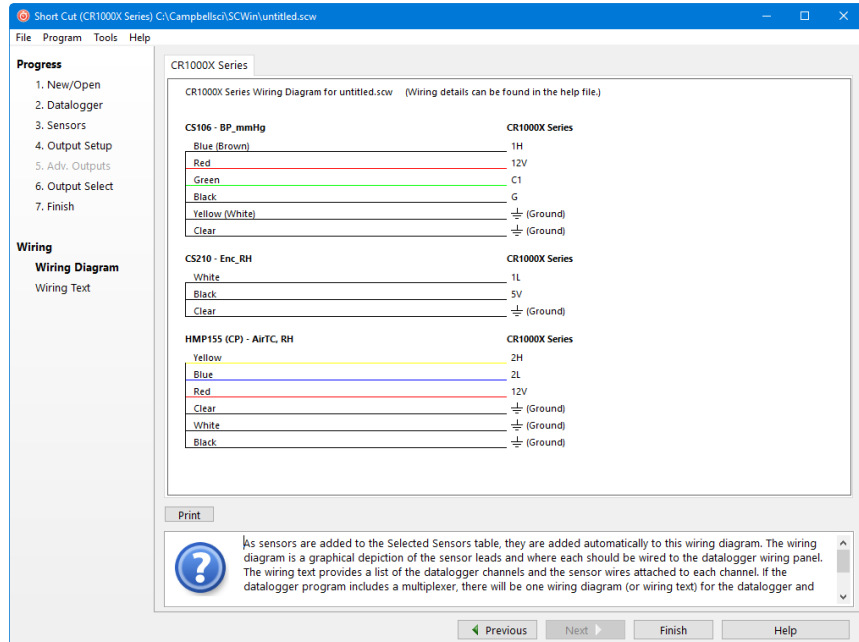 Short Cut (CR1000X Series) C:\Campbellsci\SCWin\untitled.scw
File Program Tools Help
Progress
1. New/Open
2. Datalogger
3. Sensors
4. Output Setup
5. Adv. Outputs
6. Output Select
7. Finish
Wiring
Wiring Diagram
Wiring Text
CR1000X Series
CR1000X Series Wiring Diagram for untitled.scw (Wiring details can be found in the help file.)
CS106 - BP_mmHg CR1000X Series
Blue (Brown) 1H
Red 12V
Green C1
Black G
Yellow (White) (Ground)
Clear (Ground)
CS210 - Enc_RH CR1000X Series
White 1L
Black 5V
Clear (Ground)
HMP155 (CP) - AirTC, RH CR1000X Series
Yellow 2H
Blue 2L
Red 12V
Clear (Ground)
White (Ground)
Black (Ground)
Print
As sensors are added to the Selected Sensors table, they are added automatically to this wiring diagram. The wiring
diagram is a graphical depiction of the sensor leads and where each should be wired to the datalogger wiring panel.
The wiring text provides a list of the datalogger channels and the sensor wires attached to each channel. If the
datalogger program includes a multiplexer, there will be one wiring diagram (or wiring text) for the datalogger and
Previous Next Finish Help